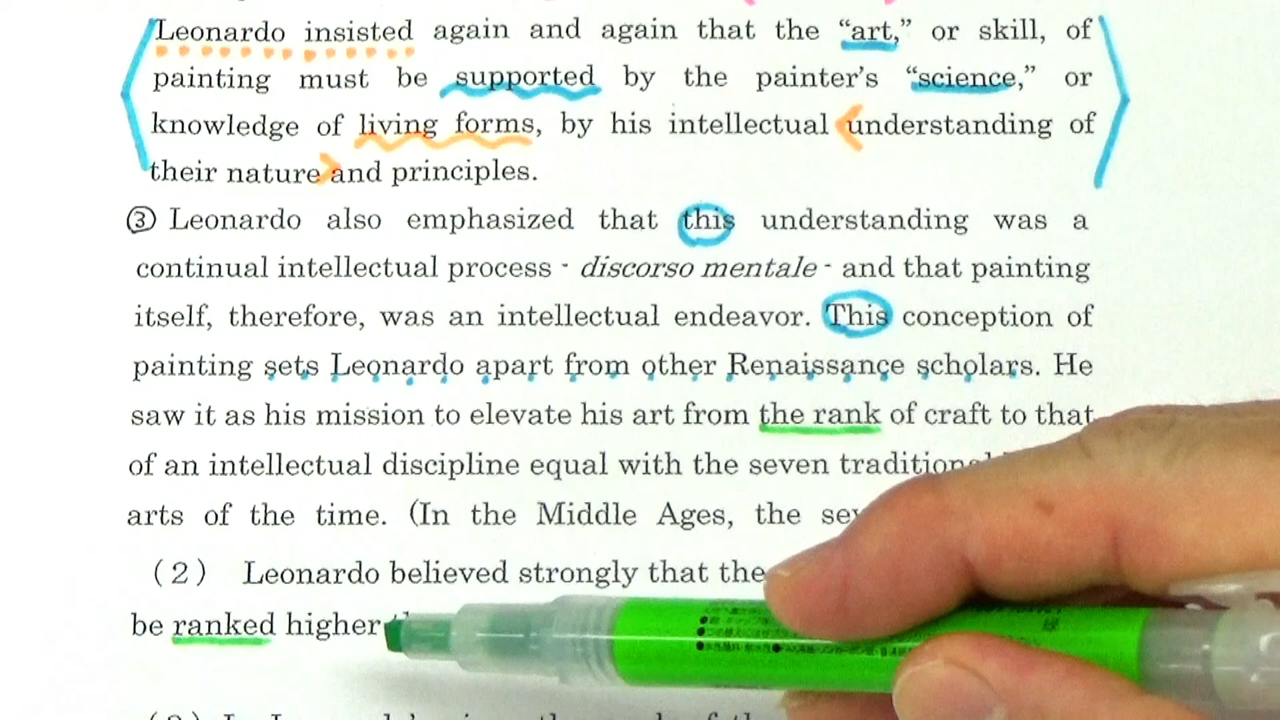 Leonardo insisted again and again that the “art,” or skill, of
painting must be supported by the painter’s “science,” or
knowledge of living forms, by his intellectual understanding of
their nature and principles.
③ Leonardo also emphasized that this understanding was a
continual intellectual process - discorso mentale - and that painting
itself, therefore, was an intellectual endeavor. This conception of
painting sets Leonardo apart from other Renaissance scholars. He
saw it as his mission to elevate his art from the rank of craft to that
of an intellectual discipline equal with the seven traditional
arts of the time. (In the Middle Ages, the
(2) Leonardo believed strongly that the
be ranked higher